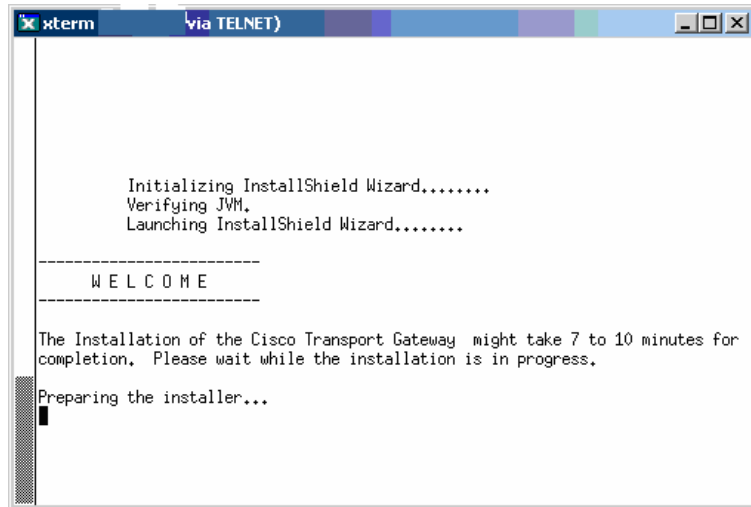 xterm via TELNET)
Initializing InstallShield Wizard........
Verifying JVM.
Launching InstallShield Wizard........
-------------------------
W E L C O M E
-------------------------
The Installation of the Cisco Transport Gateway  might take 7 to 10 minutes for
completion.  Please wait while the installation is in progress.
Preparing the installer...